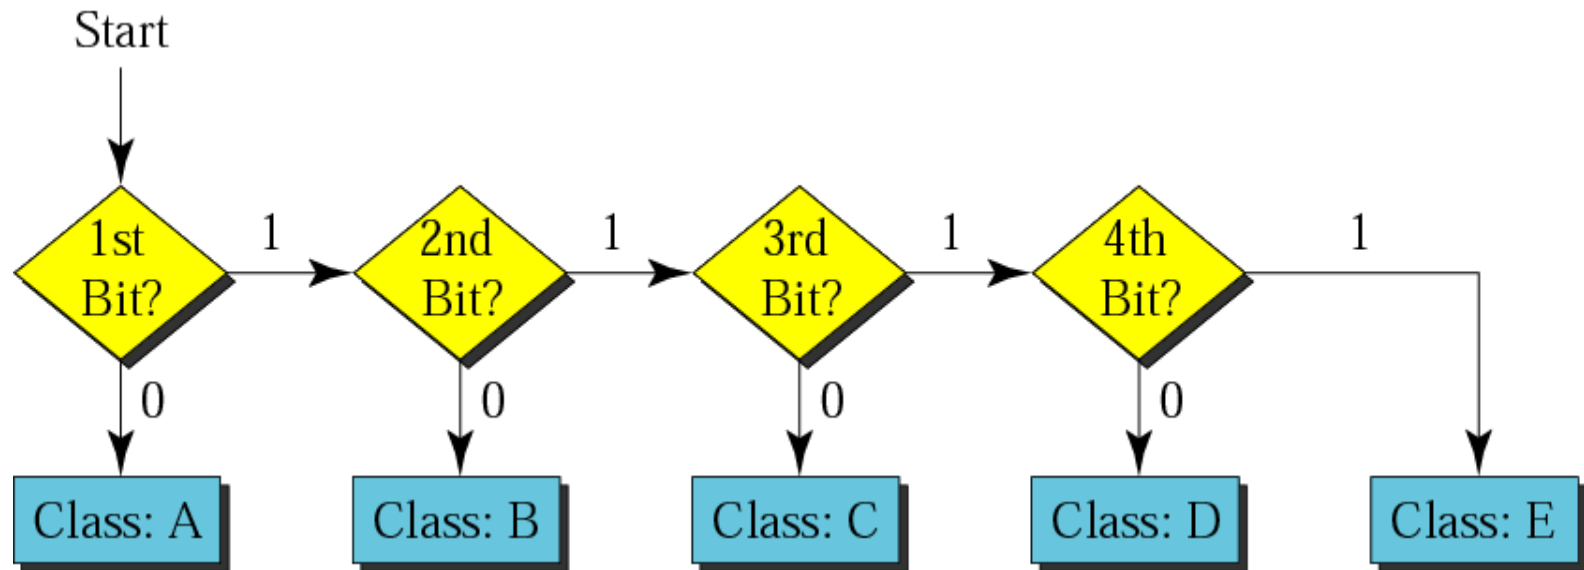 Start
1st
Bit?
1
2nd
Bit?
1
3rd
Bit?
1
4th
Bit?
1
0
0
0
0
Class: A
Class: B
Class: C
Class: D
Class: E